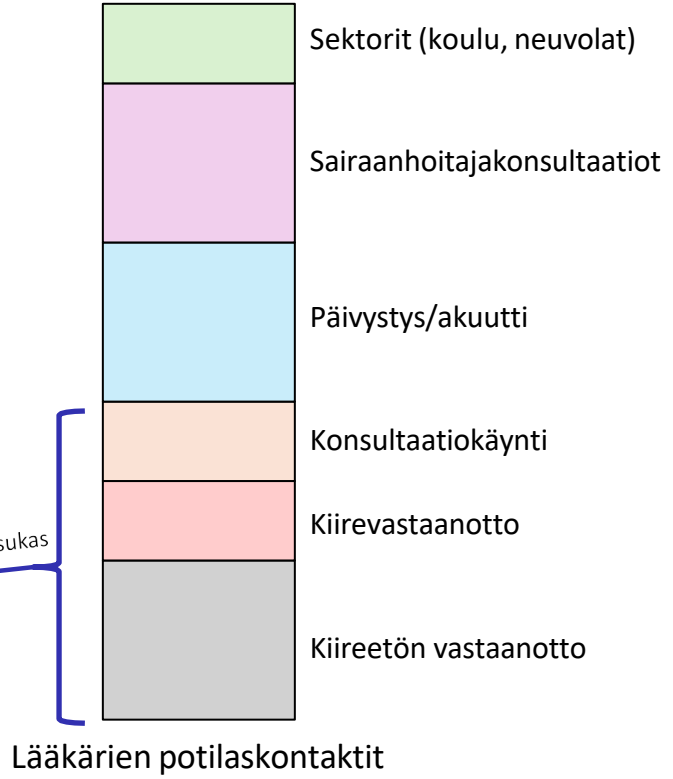 Sektorit (koulu, neuvolat)
Sairaanhoitajakonsultaatiot
Päivystys/akuutti
Konsultaatiokäynti
Kiirevastaanotto
Kiireetön vastaanotto
Lääkärien potilaskontaktit